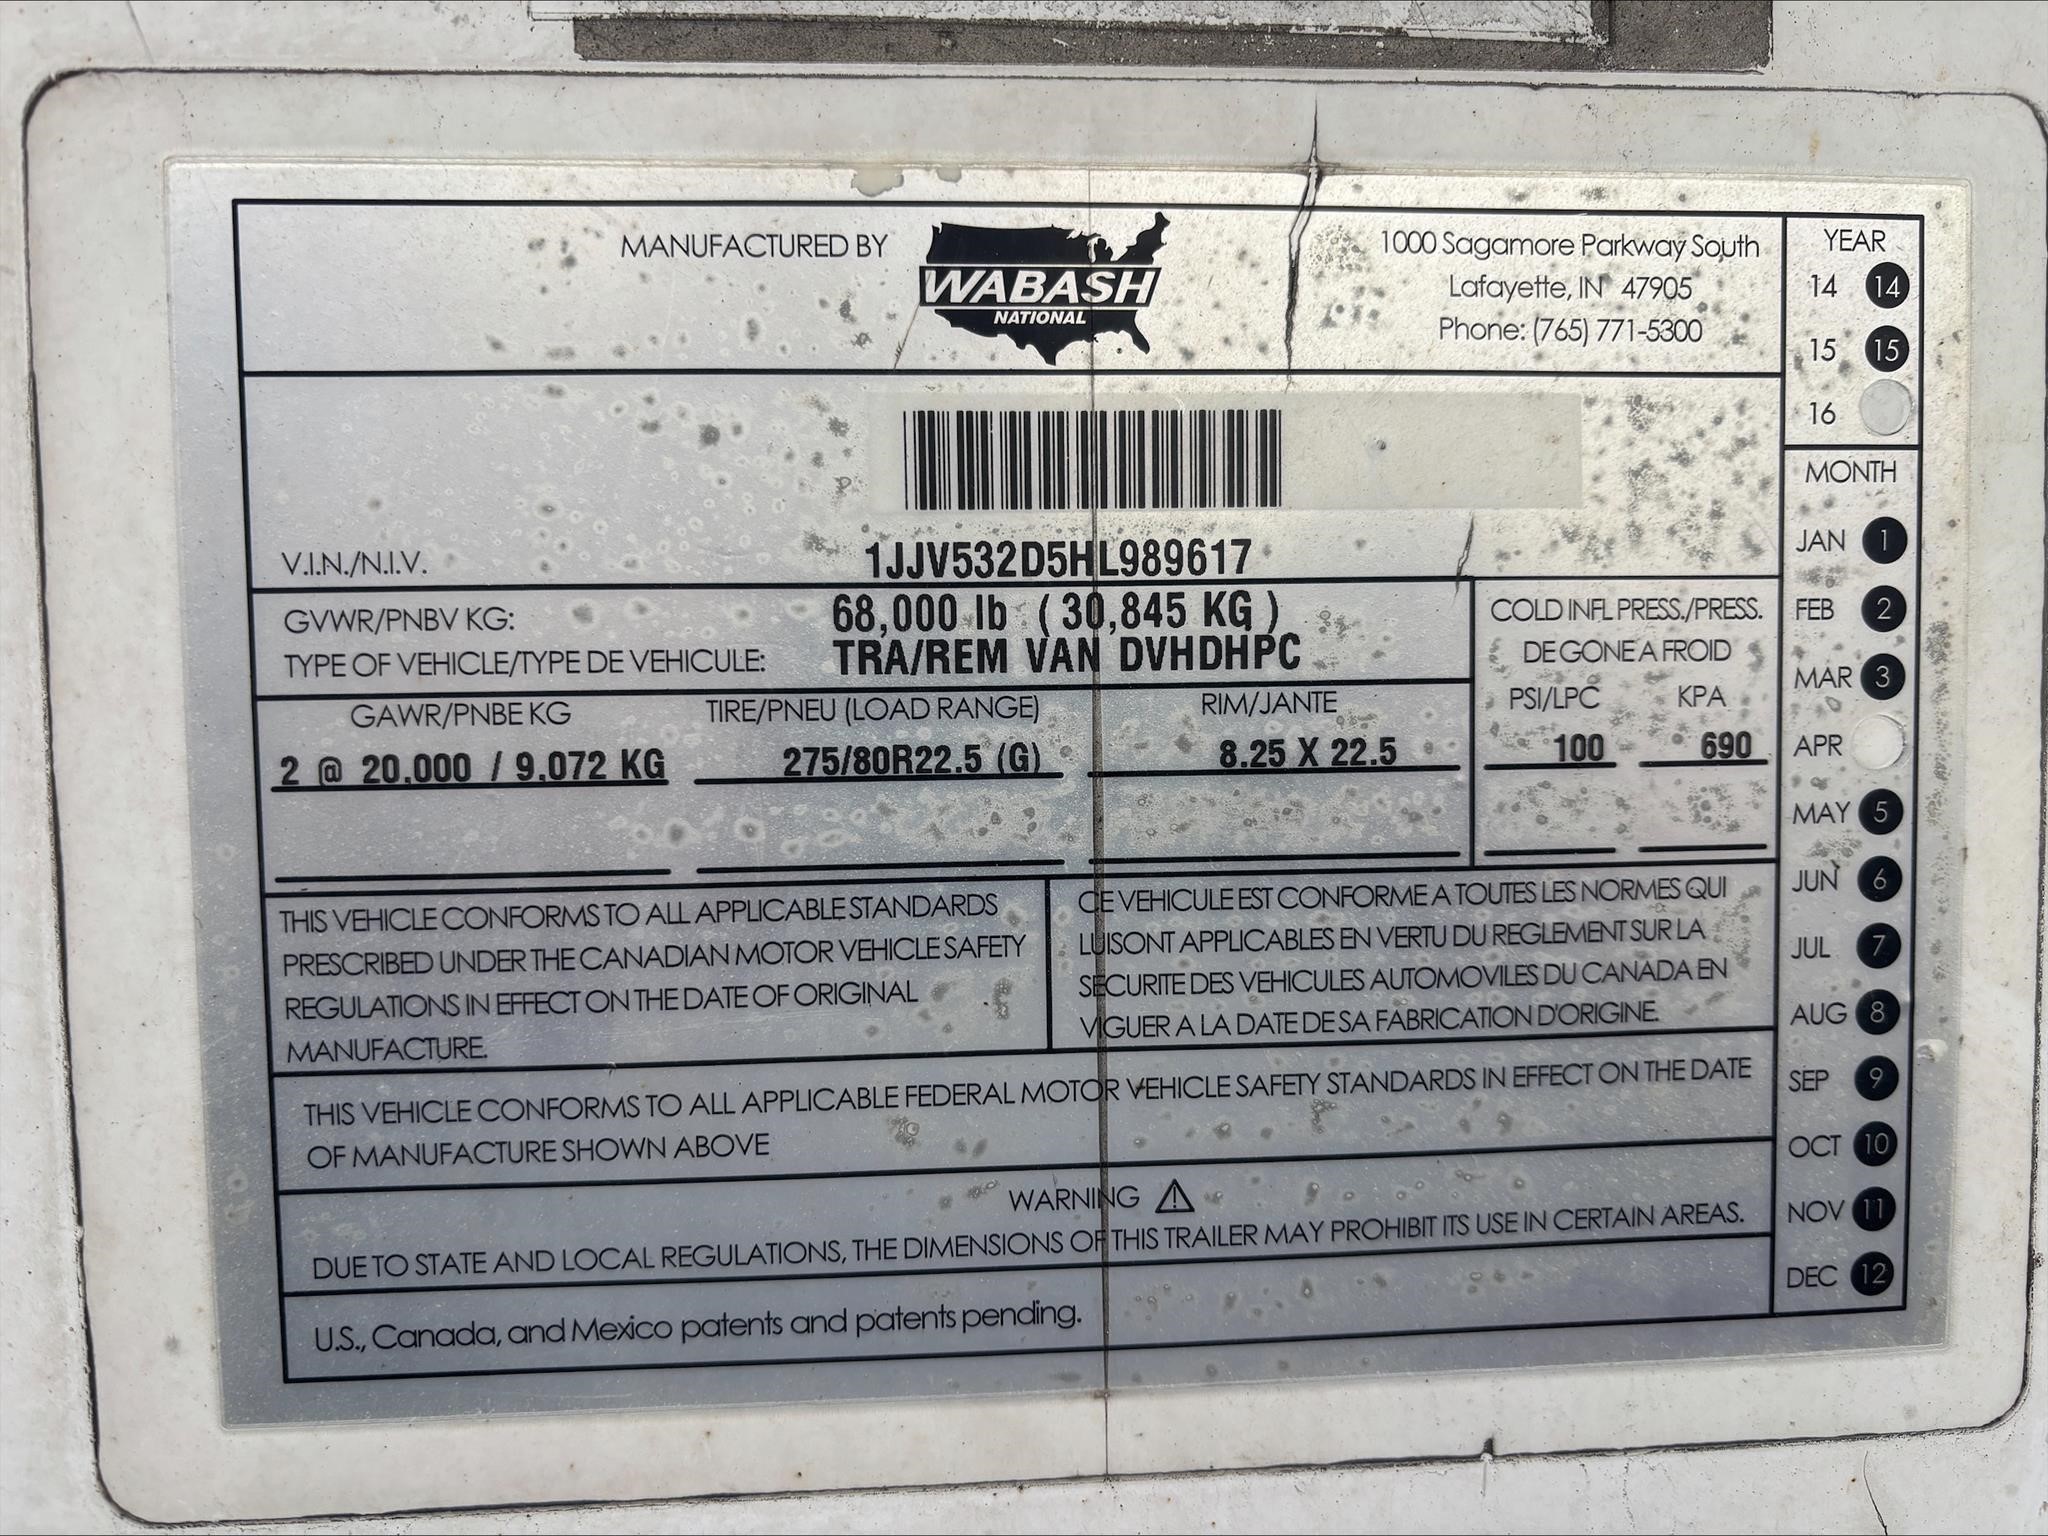 MANUFACTURED BY
WABASH
NATIONAL
1000 Sagamore Parkway South
Lafayette, IN 47905
Phone: (765) 771-5300
V.I.N./N.I.V. 1JJV532D5HL989617
GVWR/PNBV KG: 68,000 lb ( 30,845 KG )
TYPE OF VEHICLE/TYPE DE VEHICULE: TRA/REM VAN DVHDHPC
COLD INFL PRESS./PRESS.
DE GONE A FROID
GAWR/PNBE KG TIRE/PNEU (LOAD RANGE) RIM/JANTE PSI/LPC KPA
2 @ 20,000 / 9,072 KG 275/80R22.5 (G) 8.25 X 22.5 100 690
THIS VEHICLE CONFORMS TO ALL APPLICABLE STANDARDS
PRESCRIBED UNDER THE CANADIAN MOTOR VEHICLE SAFETY
REGULATIONS IN EFFECT ON THE DATE OF ORIGINAL
MANUFACTURE.
CE VEHICULE EST CONFORME A TOUTES LES NORMES QUI
LUISONT APPLICABLES EN VERTU DU REGLEMENT SUR LA
SECURITE DES VEHICULES AUTOMOVILES DU CANADA EN
VIGUER A LA DATE DE SA FABRICATION D'ORIGINE.
THIS VEHICLE CONFORMS TO ALL APPLICABLE FEDERAL MOTOR VEHICLE SAFETY STANDARDS IN EFFECT ON THE DATE
OF MANUFACTURE SHOWN ABOVE
WARNING
DUE TO STATE AND LOCAL REGULATIONS, THE DIMENSIONS OF THIS TRAILER MAY PROHIBIT ITS USE IN CERTAIN AREAS.
U.S., Canada, and Mexico patents and patents pending.
YEAR
14 14
15 15
16
MONTH
JAN 1
FEB 2
MAR 3
APR
MAY 5
JUN 6
JUL 7
AUG 8
SEP 9
OCT 10
NOV 11
DEC 12